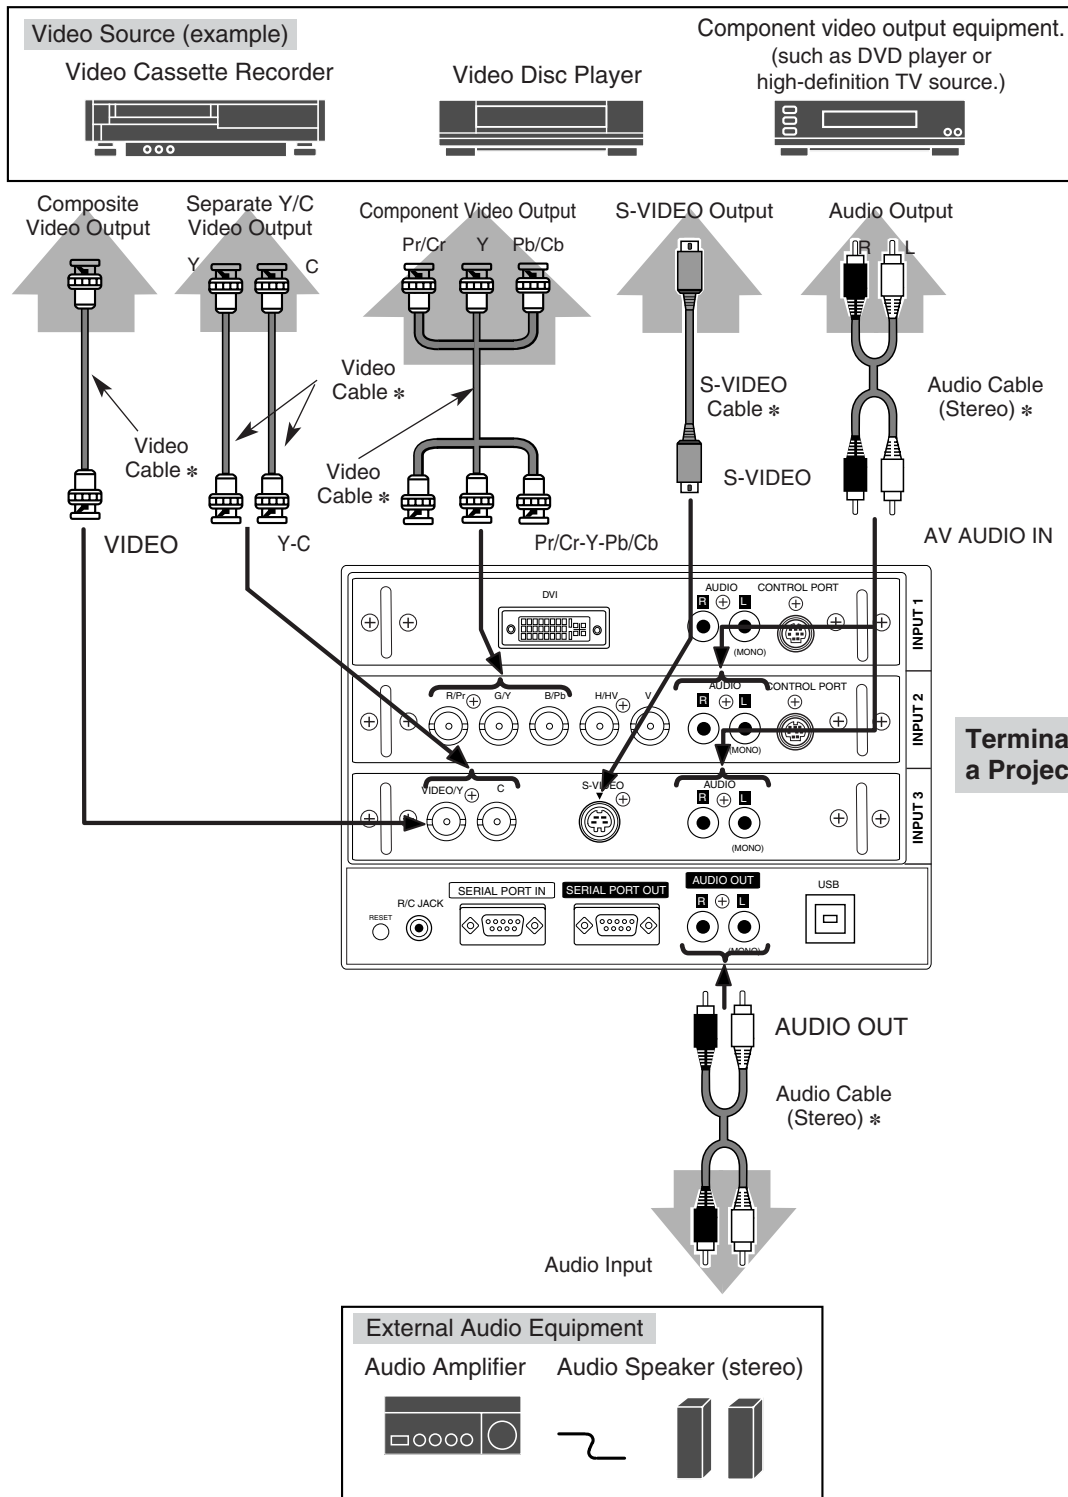 Video Source (example)
Video Cassette Recorder
Video Disc Player
Component video output equipment.
(such as DVD player or
high-definition TV source.)
Composite
Video Output
Separate Y/C
Video Output
Component Video Output
S-VIDEO Output
Audio Output
Y
C
Pr/Cr
Y
Pb/Cb
R
L
Video
Cable ∗
Video
Cable ∗
Video
Cable ∗
S-VIDEO
Cable ∗
Audio Cable
(Stereo) ∗
VIDEO
Y-C
Pr/Cr-Y-Pb/Cb
S-VIDEO
AV AUDIO IN
DVI
AUDIO
R
L
(MONO)
CONTROL PORT
INPUT 1
R/Pr
G/Y
B/Pb
H/HV
V
AUDIO
R
L
(MONO)
CONTROL PORT
INPUT 2
VIDEO/Y
C
S-VIDEO
AUDIO
R
L
(MONO)
INPUT 3
Termina
a Projec
RESET
R/C JACK
SERIAL PORT IN
SERIAL PORT OUT
AUDIO OUT
R
L
(MONO)
USB
AUDIO OUT
Audio Cable
(Stereo) ∗
Audio Input
External Audio Equipment
Audio Amplifier
Audio Speaker (stereo)